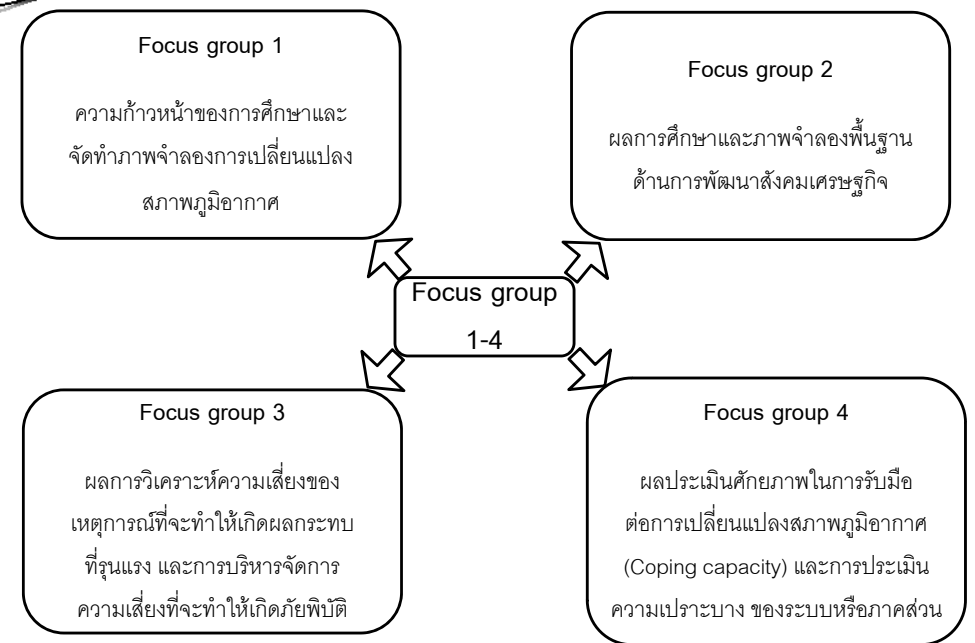 Focus group 1
ความก้าวหน้าของการศึกษาและ
จัดทำภาพจำลองการเปลี่ยนแปลง
สภาพภูมิอากาศ
Focus group 2
ผลการศึกษาและภาพจำลองพื้นฐาน
ด้านการพัฒนาสังคมเศรษฐกิจ
Focus group
1-4
Focus group 3
ผลการวิเคราะห์ความเสี่ยงของ
เหตุการณ์ที่จะทำให้เกิดผลกระทบ
ที่รุนแรง และการบริหารจัดการ
ความเสี่ยงที่จะทำให้เกิดภัยพิบัติ
Focus group 4
ผลประเมินศักยภาพในการรับมือ
ต่อการเปลี่ยนแปลงสภาพภูมิอากาศ
(Coping capacity) และการประเมิน
ความเปราะบาง ของระบบหรือภาคส่วน